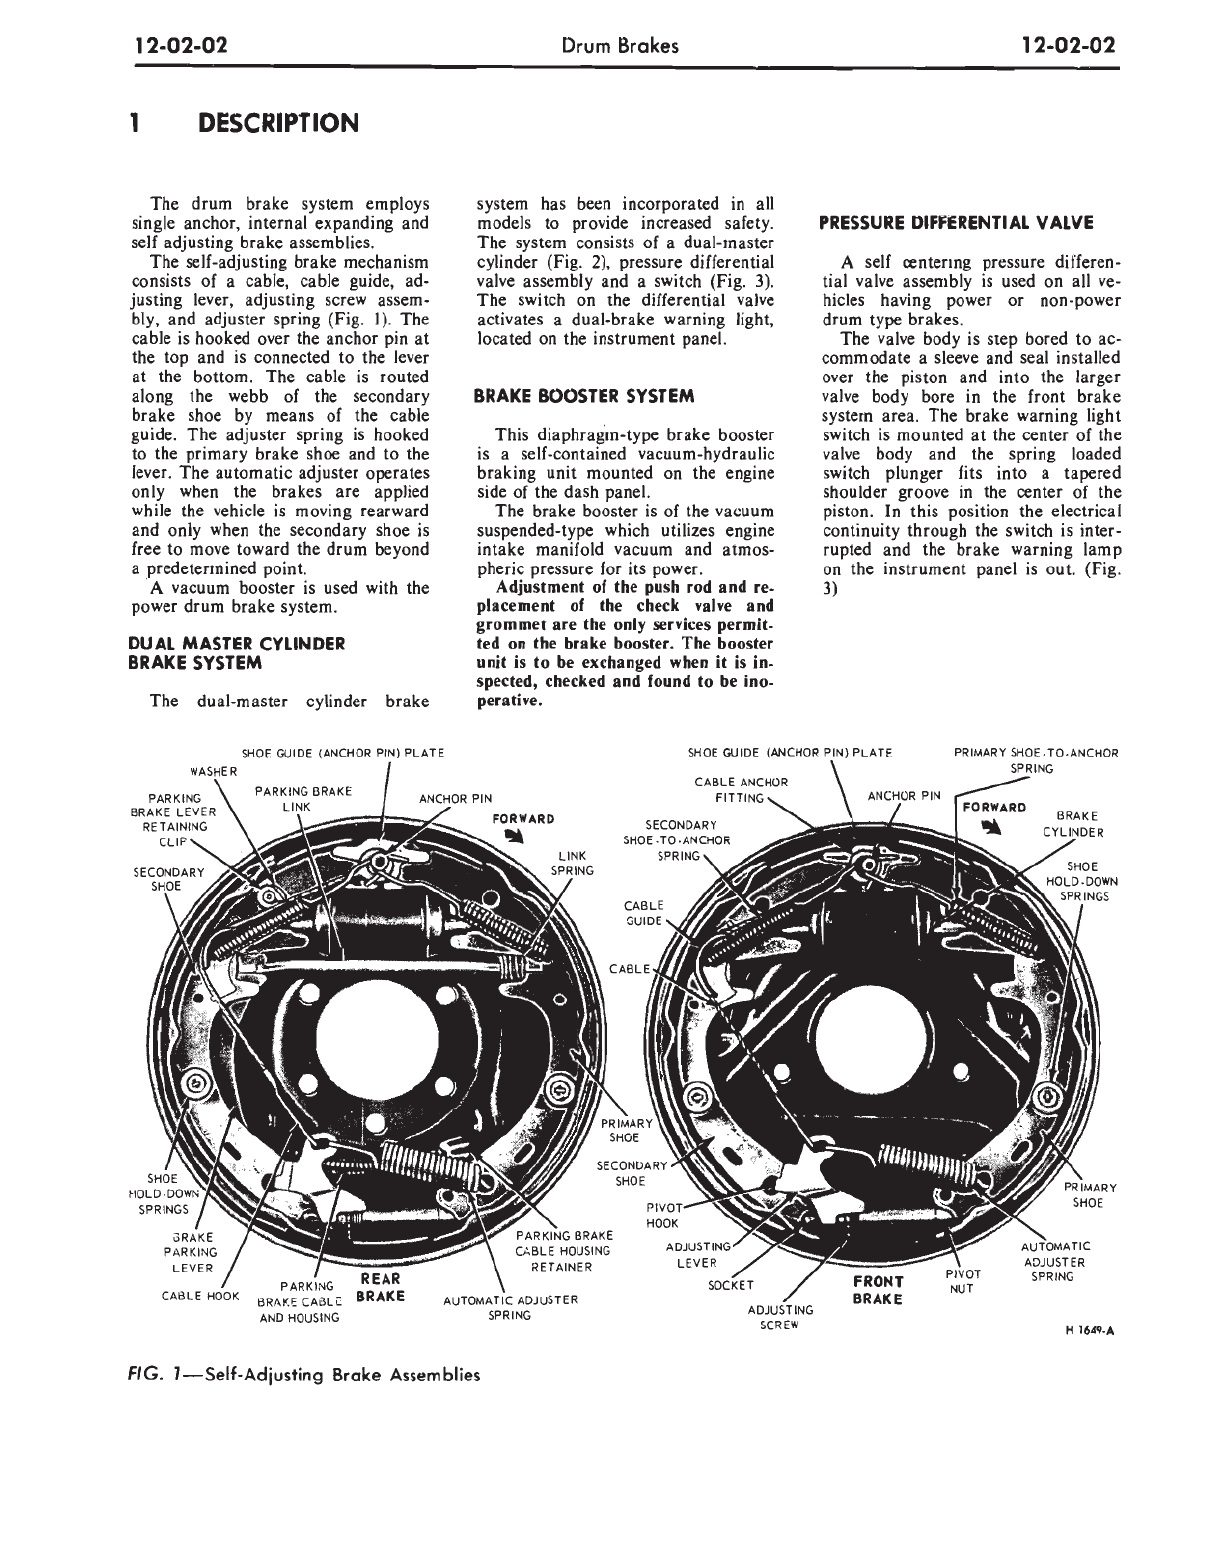 12-02-02
Drum Brakes
12-02-02
1 DESCRIPTION
The drum brake system employs
single anchor, internal expanding and
self adjusting brake assemblies.
The self-adjusting brake mechanism
consists of a cable, cable guide, ad-
justing lever, adjusting screw assem-
bly, and adjuster spring (Fig. 1). The
cable is hooked over the anchor pin at
the top and is connected to the lever
at the bottom. The cable is routed
along the webb of the secondary
brake shoe by means of the cable
guide. The adjuster spring is hooked
to the primary brake shoe and to the
lever. The automatic adjuster operates
only when the brakes are applied
while the vehicle is moving rearward
and only when the secondary shoe is
free to move toward the drum beyond
a predetermined point.
A vacuum booster is used with the
power drum brake system.
DUAL MASTER CYLINDER
BRAKE SYSTEM
The dual-master cylinder brake
system has been incorporated in all
models to provide increased safety.
The system consists of a dual-master
cylinder (Fig. 2), pressure differential
valve assembly and a switch (Fig. 3).
The switch on the differential valve
activates a dual-brake warning light,
located on the instrument panel.
BRAKE BOOSTER SYSTEM
This diaphragm-type brake booster
is a self-contained vacuum-hydraulic
braking unit mounted on the engine
side of the dash panel.
The brake booster is of the vacuum
suspended-type which utilizes engine
intake manifold vacuum and atmos-
pheric pressure for its power.
Adjustment of the push rod and re-
placement of the check valve and
grommet are the only services permit-
ted on the brake booster. The booster
unit is to be exchanged when it is in-
spected, checked and found to be ino-
perative.
PRESSURE DIFFERENTIAL VALVE
A self centering pressure differen-
tial valve assembly is used on all ve-
hicles having power or non-power
drum type brakes.
The valve body is step bored to ac-
commodate a sleeve and seal installed
over the piston and into the larger
valve body bore in the front brake
system area. The brake warning light
switch is mounted at the center of the
valve body and the spring loaded
switch plunger fits into a tapered
shoulder groove in the center of the
piston. In this position the electrical
continuity through the switch is inter-
rupted and the brake warning lamp
on the instrument panel is out. (Fig.
3)
SHOE GUIDE (ANCHOR PIN) PLATE
WASHER
PARKING BRAKE
LINK
PARKING
BRAKE LEVER
RETAINING
CLIP
ANCHOR PIN
FORWARD
LINK
SPRING
SECONDARY
SHOE
PRIMARY
SHOE
SHOE
HOLD-DOWN
SPRINGS
BRAKE
PARKING
LEVER
CABLE HOOK
PARKING
BRAKE CABLE
AND HOUSING
REAR
BRAKE
AUTOMATIC ADJUSTER
SPRING
PARKING BRAKE
CABLE HOUSING
RETAINER
SHOE GUIDE (ANCHOR PIN) PLATE
PRIMARY SHOE-TO-ANCHOR
SPRING
CABLE ANCHOR
FITTING
ANCHOR PIN
FORWARD
BRAKE
CYLINDER
SECONDARY
SHOE-TO-ANCHOR
SPRING
SHOE
HOLD-DOWN
SPRINGS
CABLE
GUIDE
CABLE
SECONDARY
SHOE
PIVOT
HOOK
ADJUSTING
LEVER
SOCKET
ADJUSTING
SCREW
FRONT
BRAKE
PIVOT
NUT
AUTOMATIC
ADJUSTER
SPRING
PRIMARY
SHOE
H 1649-A
FIG. 1—Self-Adjusting Brake Assemblies